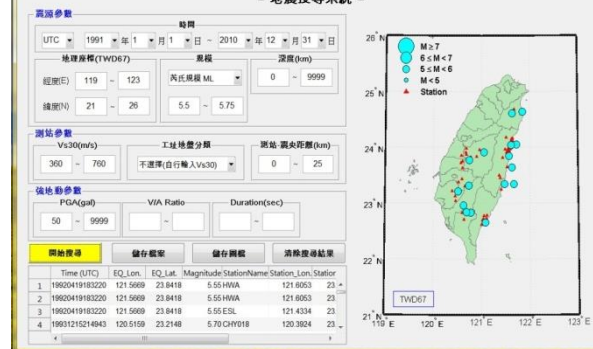 地震搜尋系統
震源參數
時間
UTC 1991 年 1 月 1 日 ~ 2010 年 12 月 31 日
地理座標(TWD67) 規模 深度(km)
經度(E) 119 ~ 123 芮氏規模 ML 0 ~ 9999
緯度(N) 21 ~ 26 5.5 ~ 5.75
測站參數
Vs30(m/s) 工址地盤分類 測站-震央距離(km)
360 ~ 760 不選擇(自行輸入Vs30) 0 ~ 25
強地動參數
PGA(gal) V/A Ratio Duration(sec)
50 ~ 9999 ~ ~
開始搜尋 儲存檔案 儲存圖檔 清除搜尋結果
Time (UTC) EQ_Lon. EQ_Lat. Magnitude StationName Station_Lon. Station
1 19920419183220 121.5669 23.8418 5.55 HWA 121.6053 23.
2 19920419183220 121.5669 23.8418 5.55 HWA 121.6053 23.
3 19920419183220 121.5669 23.8418 5.55 ESL 121.4334 23.
4 19931215214943 120.5159 23.2148 5.70 CHY018 120.3924 23.
26° N
25° N
24° N
23° N
22° N
21° N
M ≥ 7
6 ≤ M < 7
5 ≤ M < 6
M < 5
Station
TWD67
119° E 120° E 121° E 122° E 123° E